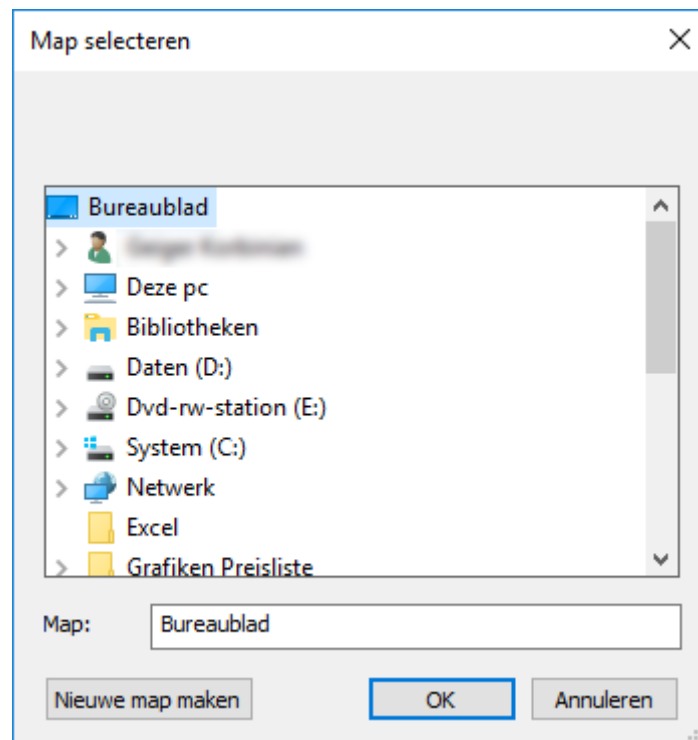 Map selecteren
Bureaublad
Deze pc
Bibliotheken
Daten (D:)
Dvd-rw-station (E:)
System (C:)
Netwerk
Excel
Grafiken Preisliste
Map:
Bureaublad
Nieuwe map maken
OK
Annuleren